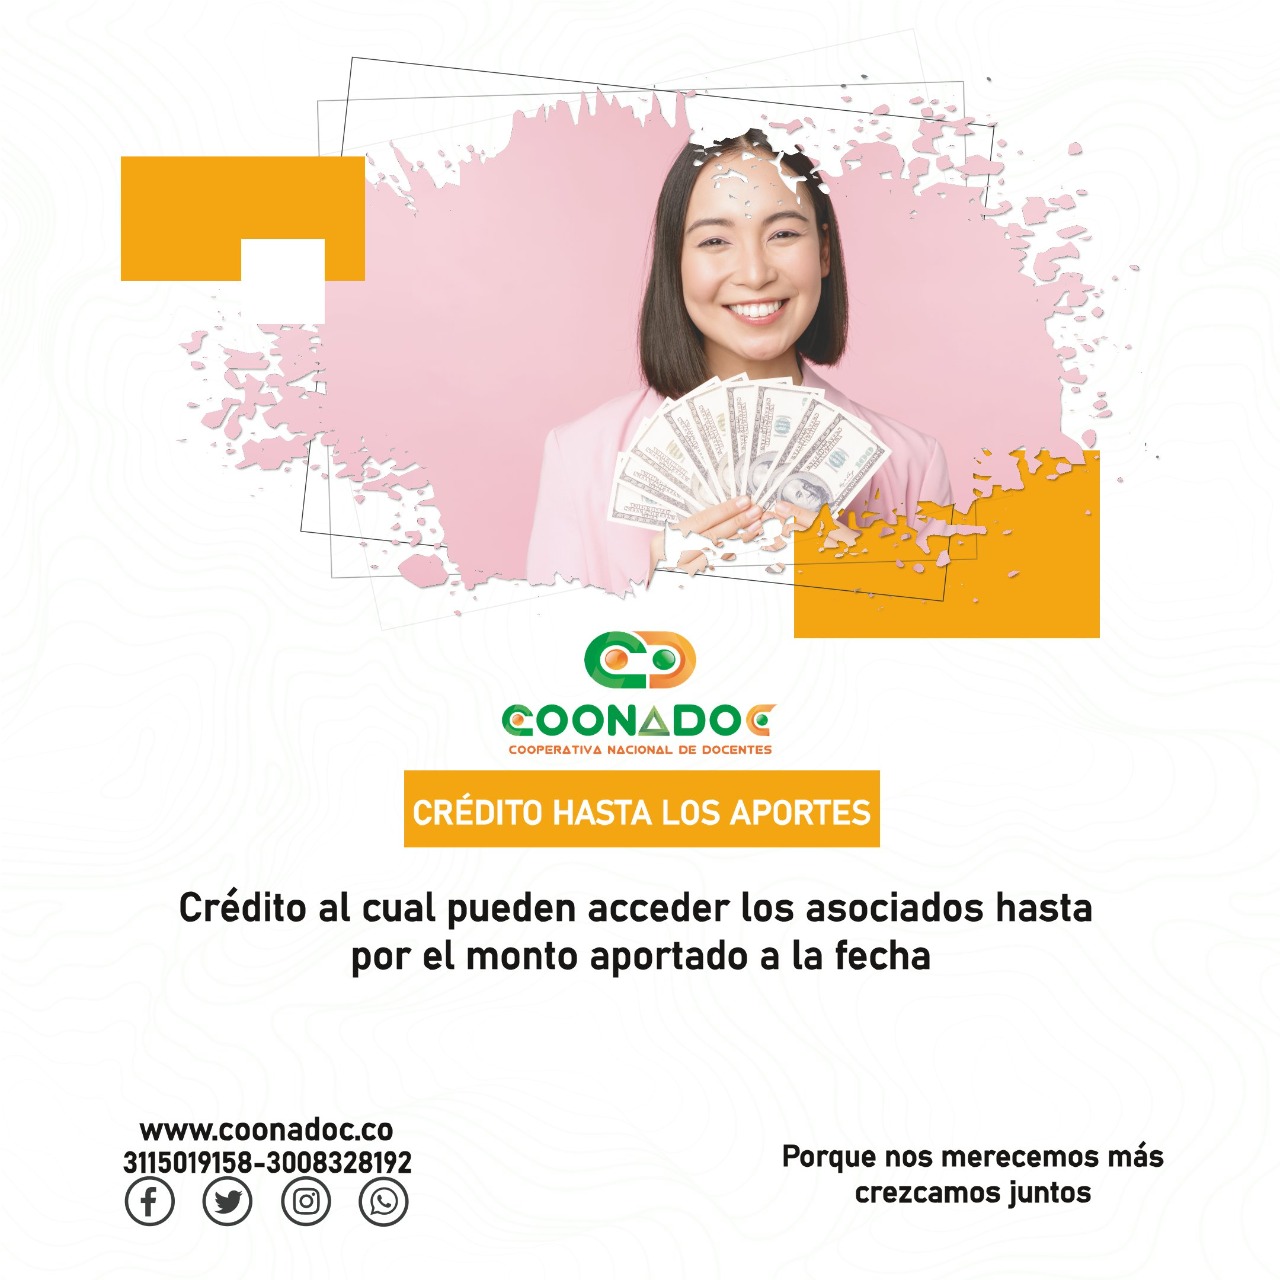 COONADOC
COOPERATIVA NACIONAL DE DOCENTES
CRÉDITO HASTA LOS APORTES
Crédito al cual pueden acceder los asociados hasta
por el monto aportado a la fecha
www.coonadoc.co
3115019158-3008328192
Porque nos merecemos más
crezcamos juntos